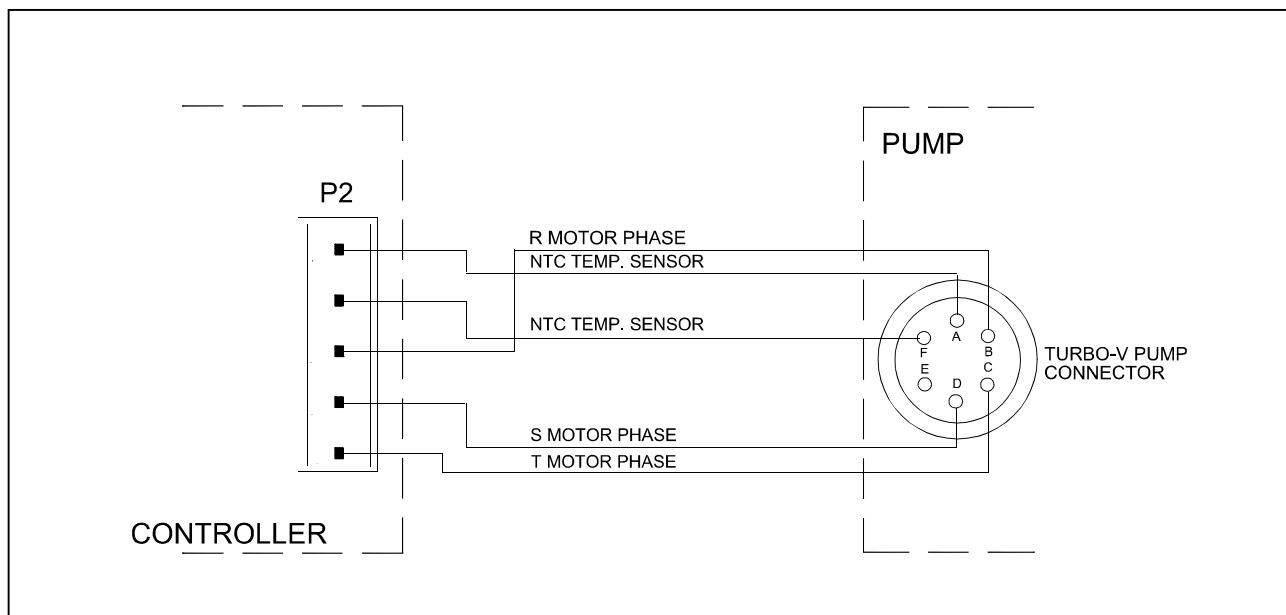 PUMP
P2
R MOTOR PHASE
NTC TEMP. SENSOR
NTC TEMP. SENSOR
A
B
F
TURBO-V PUMP
CONNECTOR
E
D
C
S MOTOR PHASE
T MOTOR PHASE
CONTROLLER